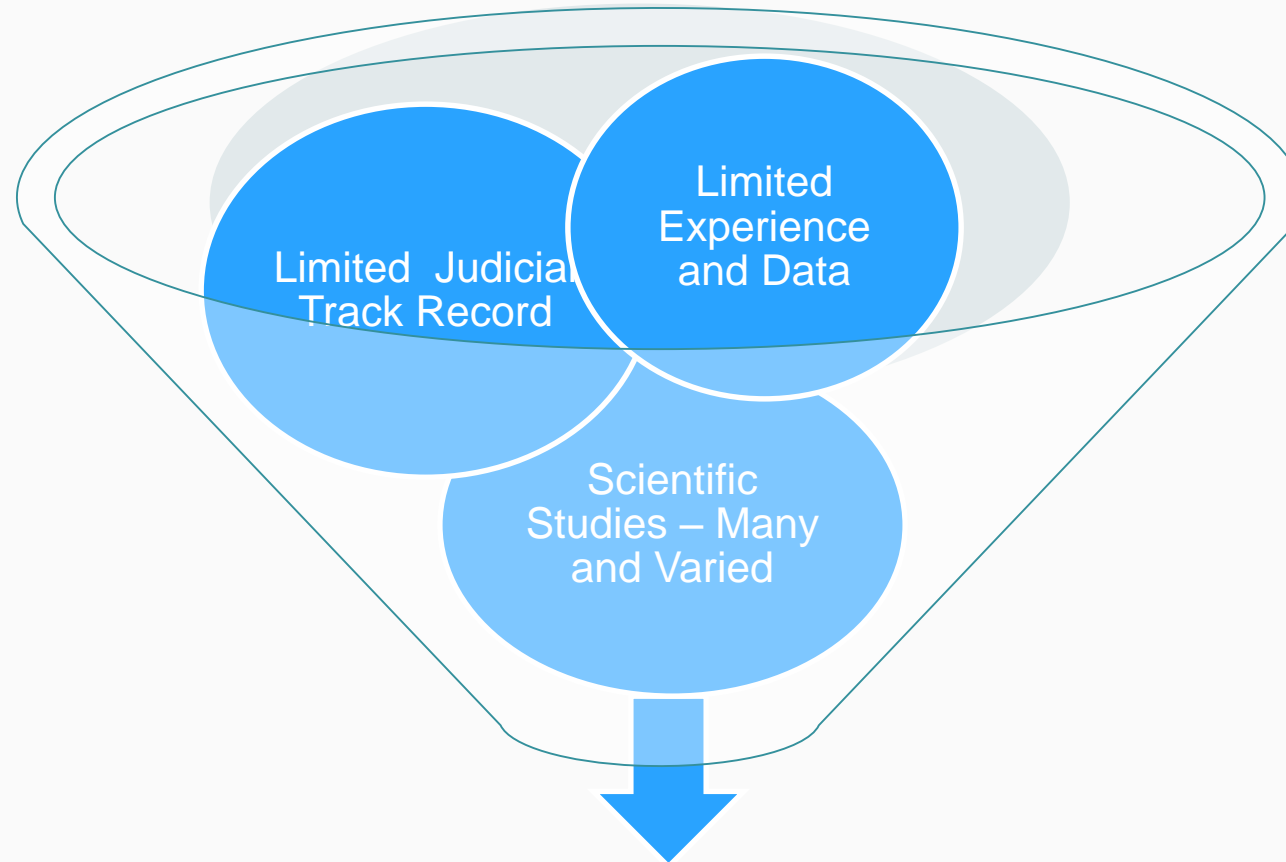 Limited
Experience
and Data
Limited  Judicial
Track Record
Scientific
Studies – Many
and Varied